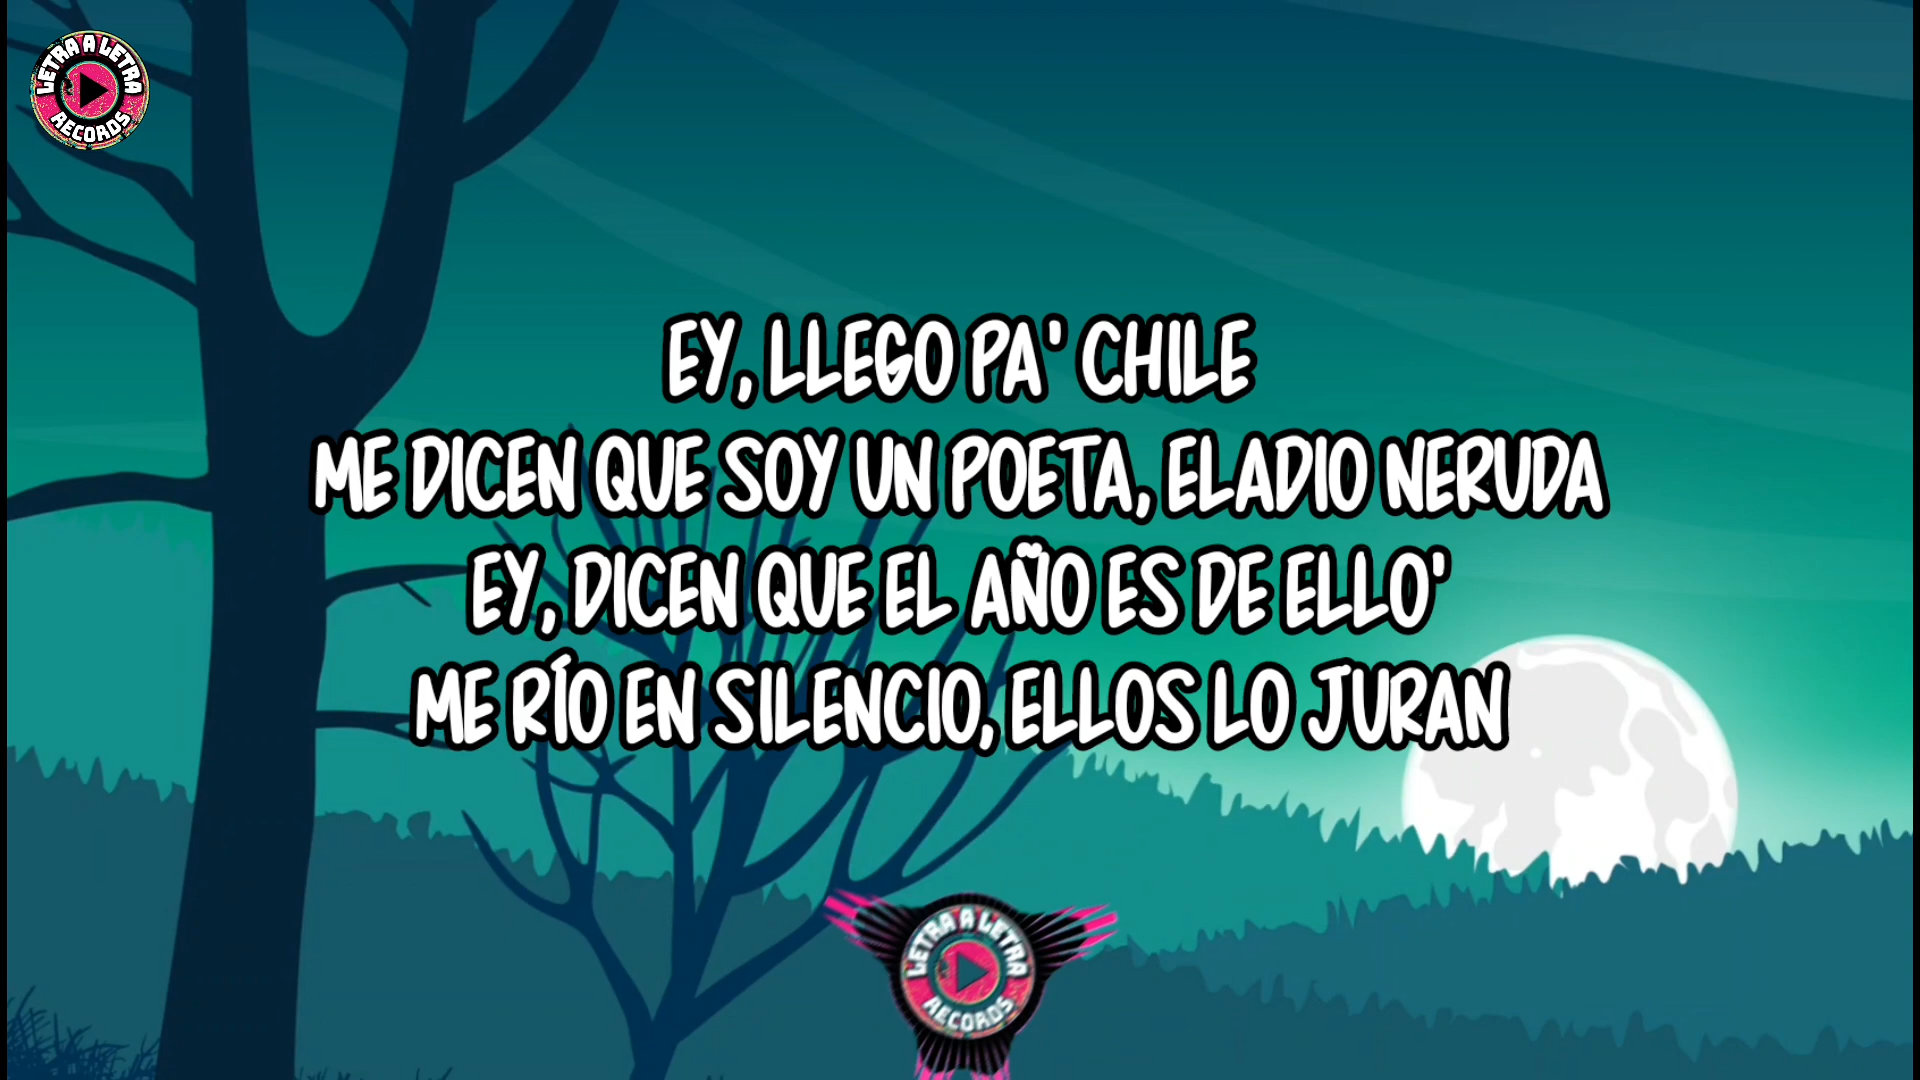 LETRA A LETRA
RECORDS
EY, LLEGO PA' CHILE
ME DICEN QUE SOY UN POETA, ELADIO NERUDA
EY, DICEN QUE EL AÑO ES DE ELLO'
ME RÍO EN SILENCIO, ELLOS LO JURAN
LETRA A LETRA
RECORDS